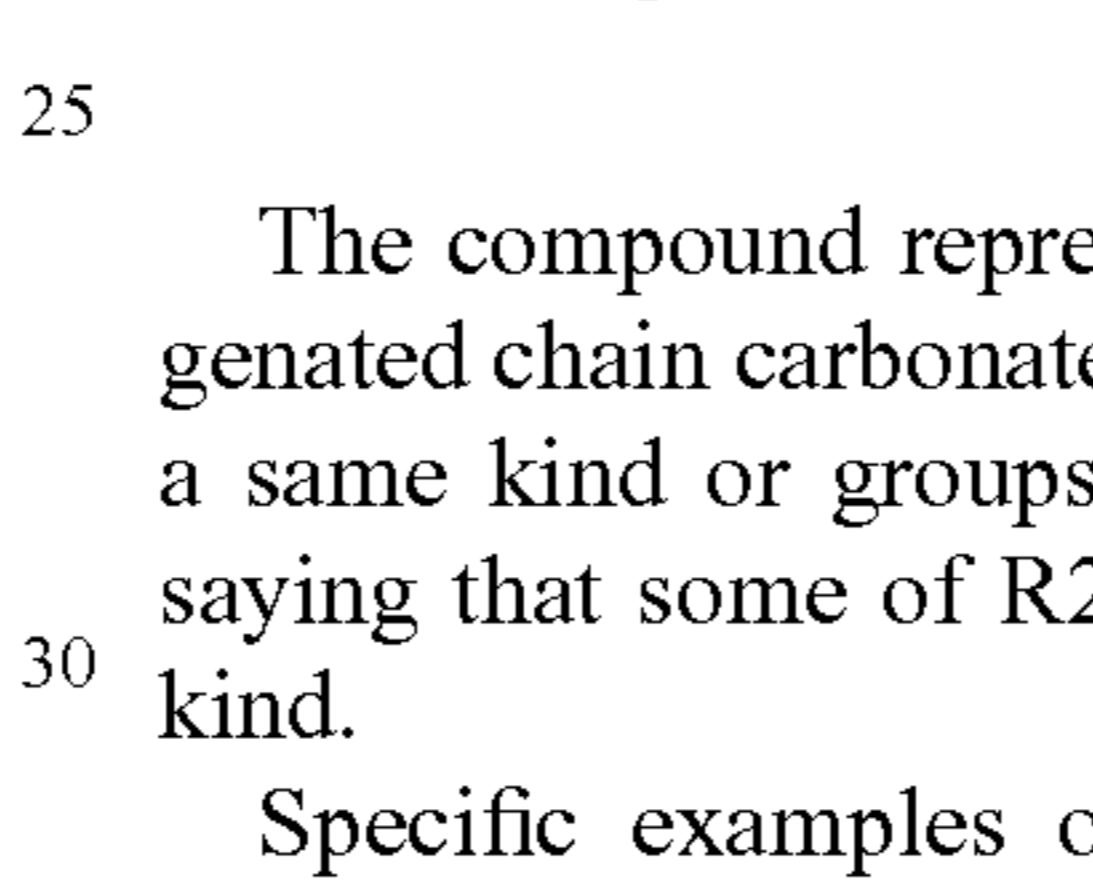 25
The compound repre
genated chain carbonate
a same kind or groups
saying that some of R2
30
kind.
Specific examples